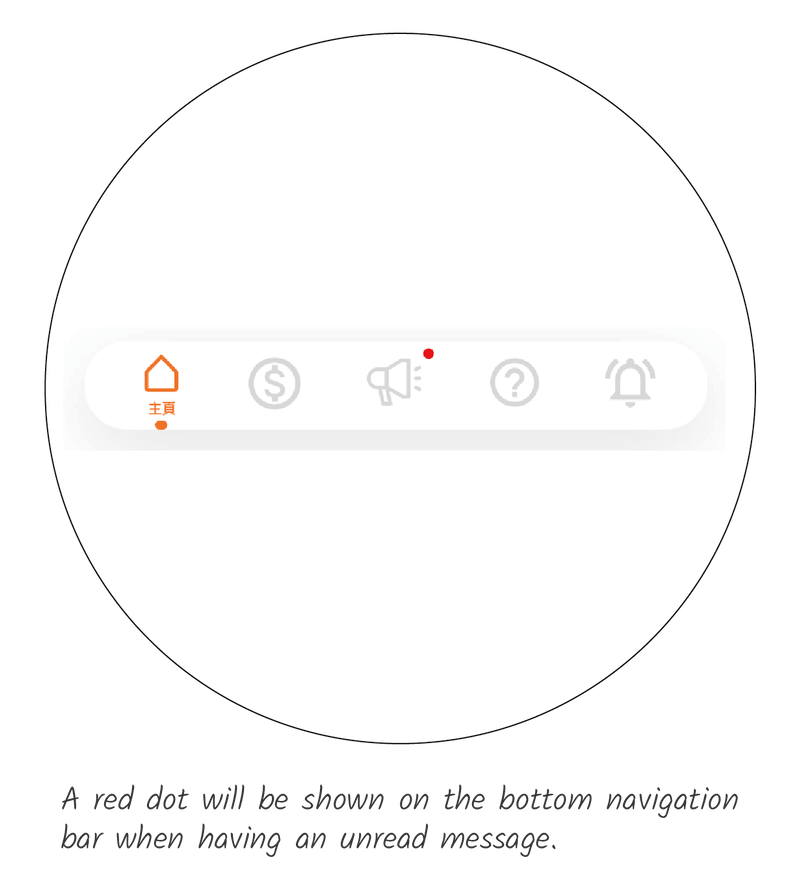 主頁
A red dot will be shown on the bottom navigation
bar when having an unread message.